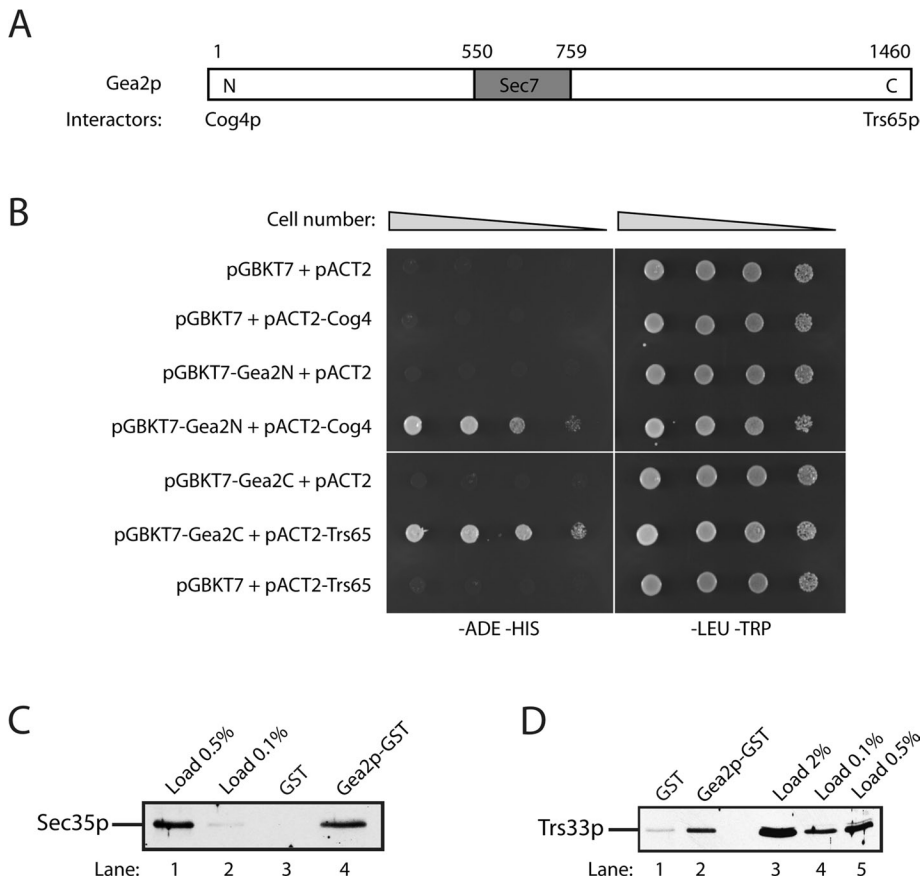 A
1 550 759 1460
Gea2p N Sec7 C
Interactors: Cog4p Trs65p
B
Cell number:
pGBKT7 + pACT2
pGBKT7 + pACT2-Cog4
pGBKT7-Gea2N + pACT2
pGBKT7-Gea2N + pACT2-Cog4
pGBKT7-Gea2C + pACT2
pGBKT7-Gea2C + pACT2-Trs65
pGBKT7 + pACT2-Trs65
-ADE -HIS -LEU -TRP
C
Load 0.5% Load 0.1% GST Gea2p-GST
Sec35p
Lane: 1 2 3 4
D
GST Gea2p-GST Load 2% Load 0.1% Load 0.5%
Trs33p
Lane: 1 2 3 4 5